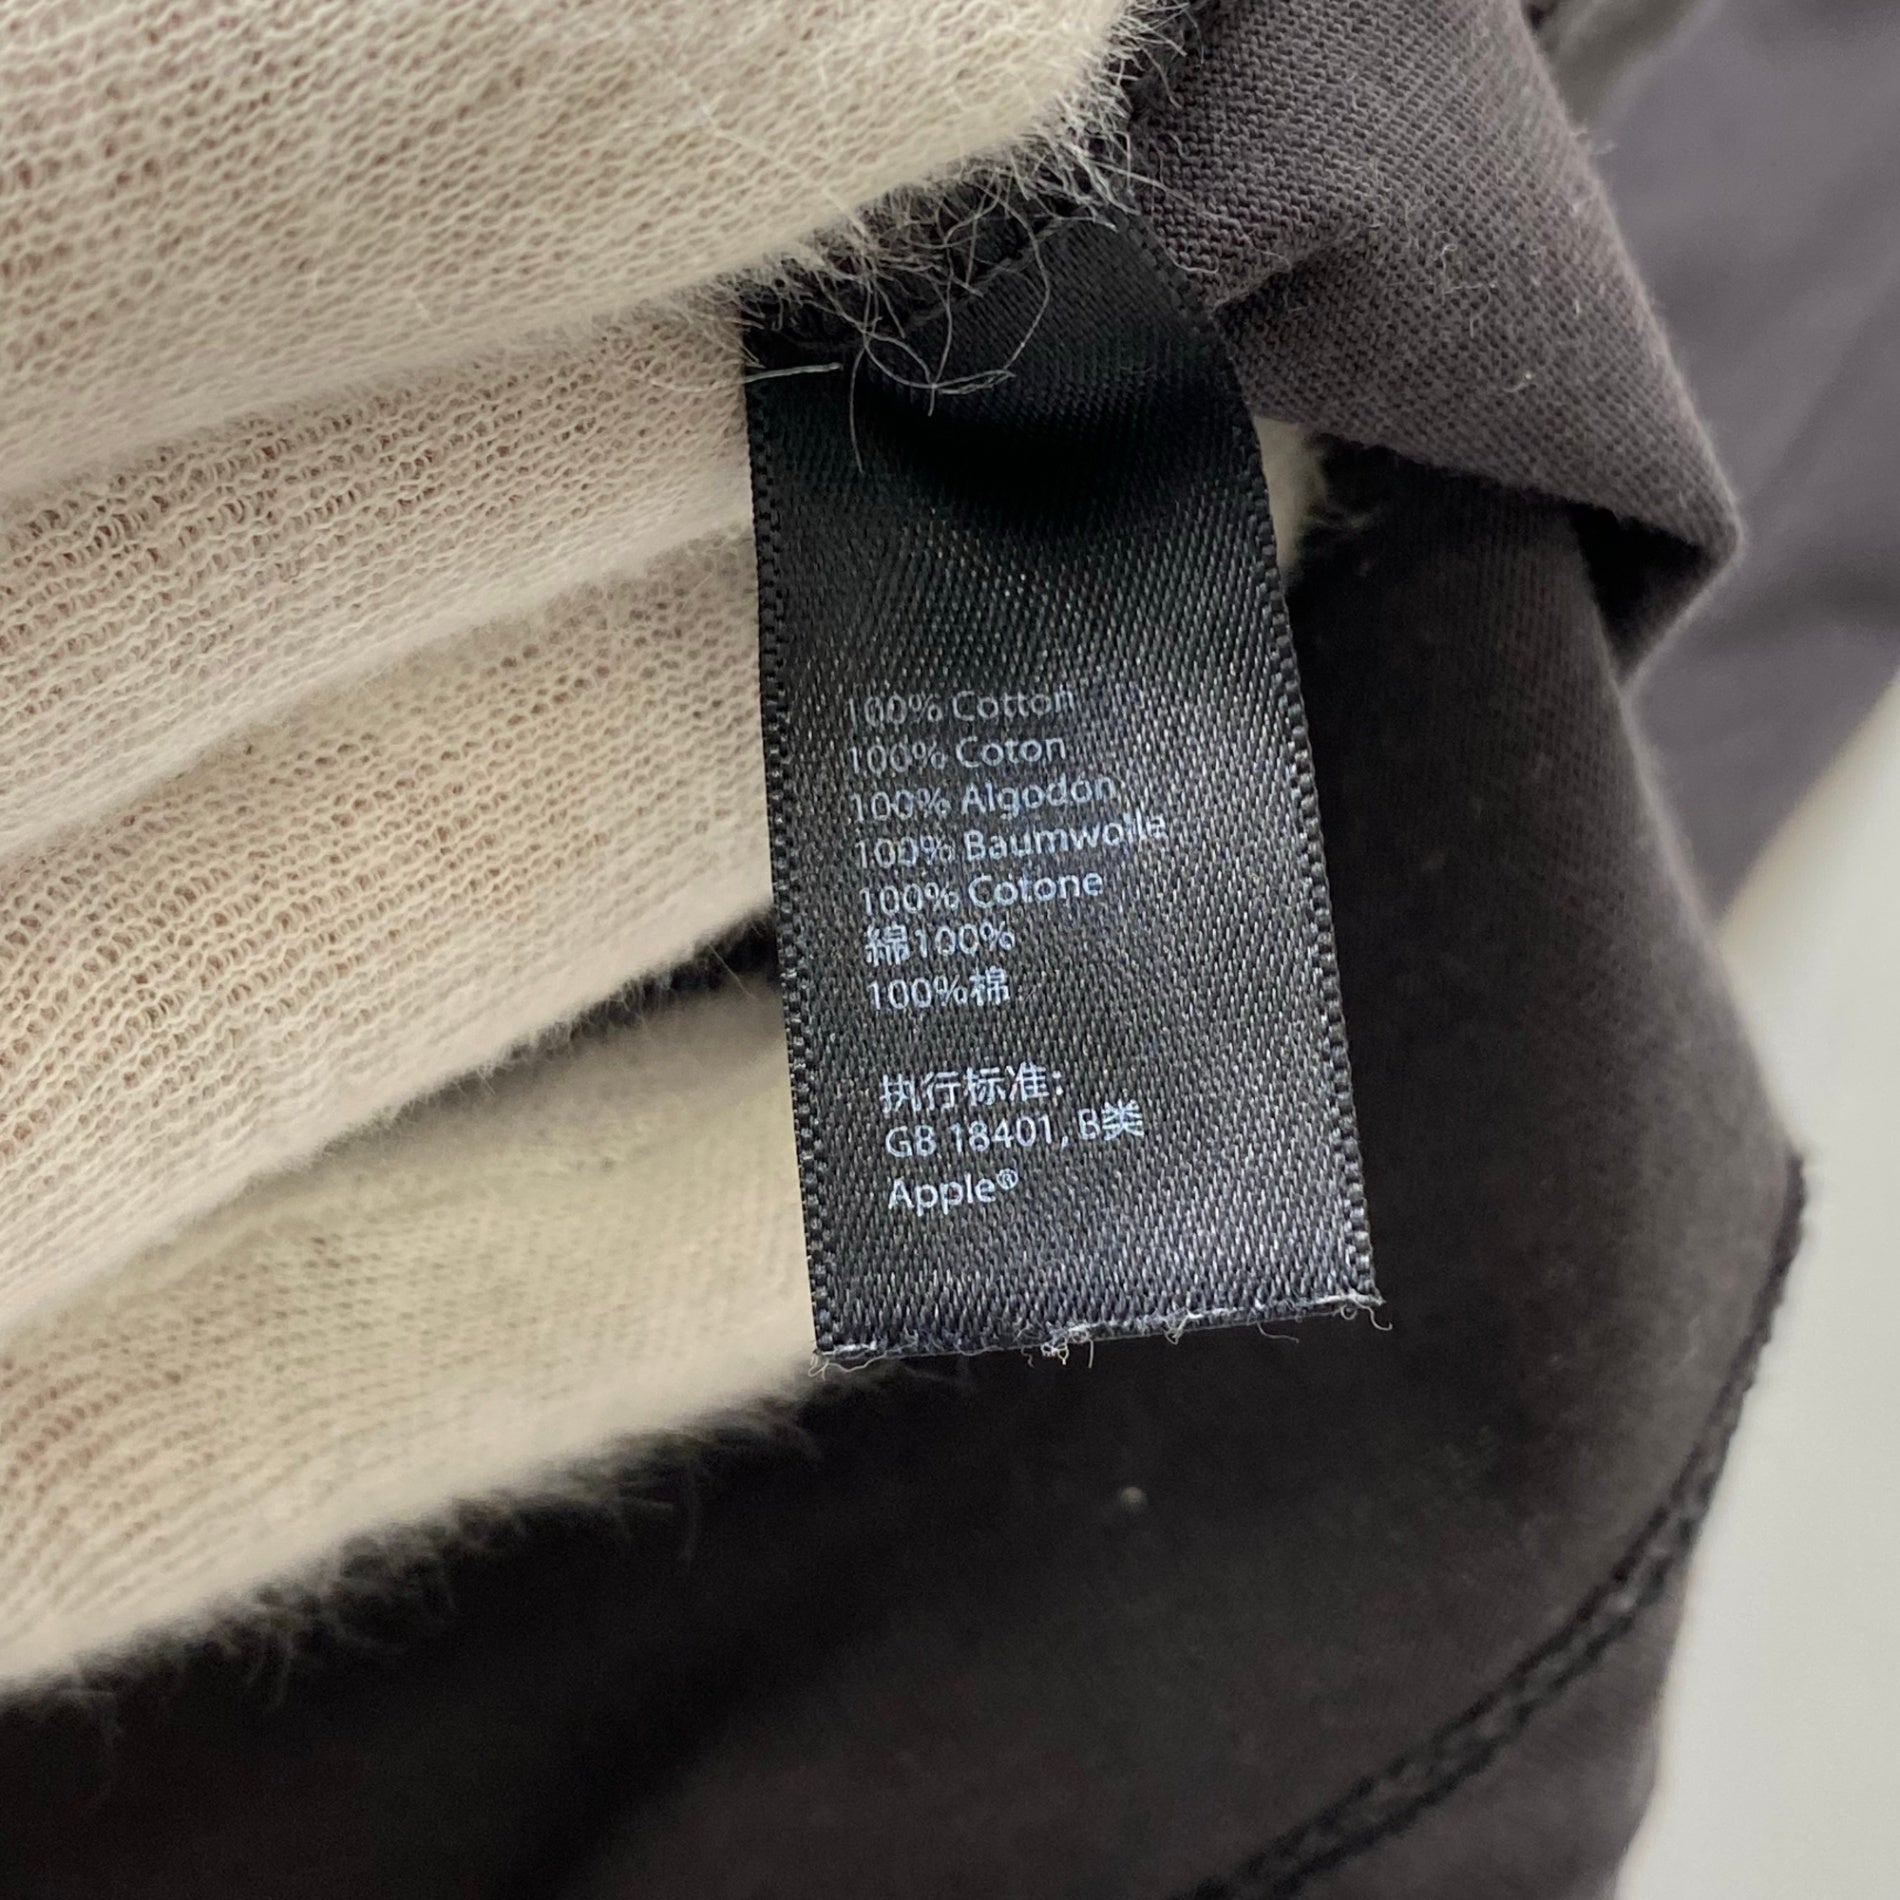 100% Cotton
100% Coton
100% Algodón
100% Baumwolle
100% Cotone
綿100%
100%棉
执行标准:
GB 18401, B类
Apple®